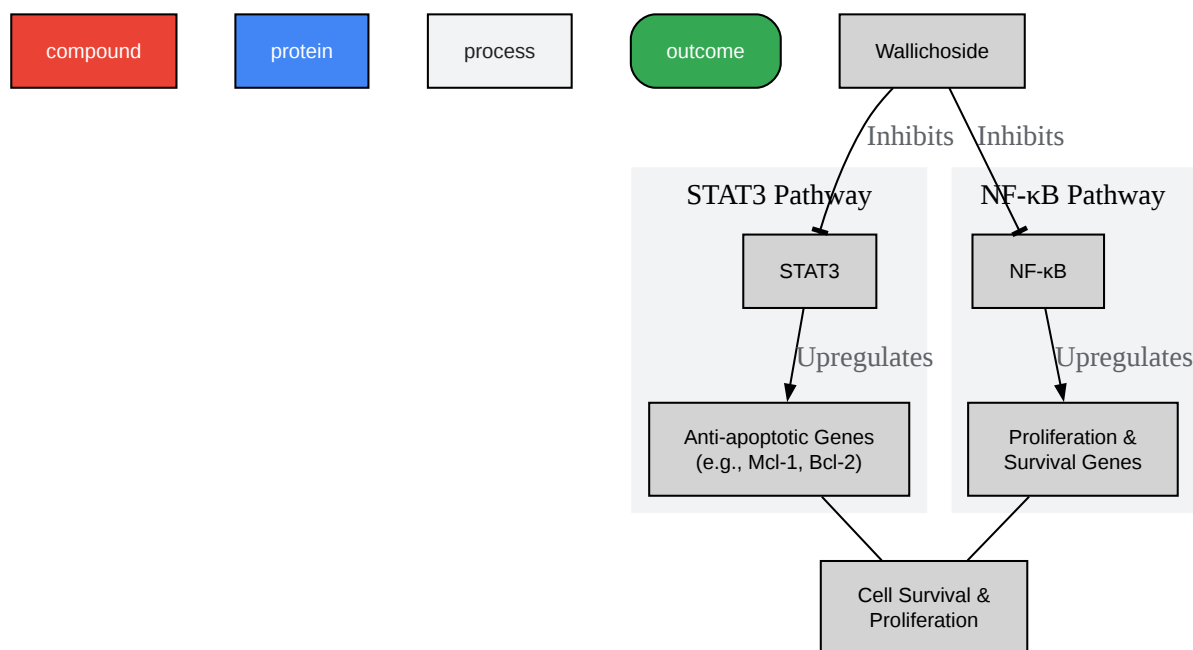 compound
protein
process
outcome
Wallichoside
Inhibits
Inhibits
STAT3 Pathway
NF-κB Pathway
STAT3
NF-κB
Upregulates
Upregulates
Anti-apoptotic Genes
(e.g., Mcl-1, Bcl-2)
Proliferation &
Survival Genes
Cell Survival &
Proliferation